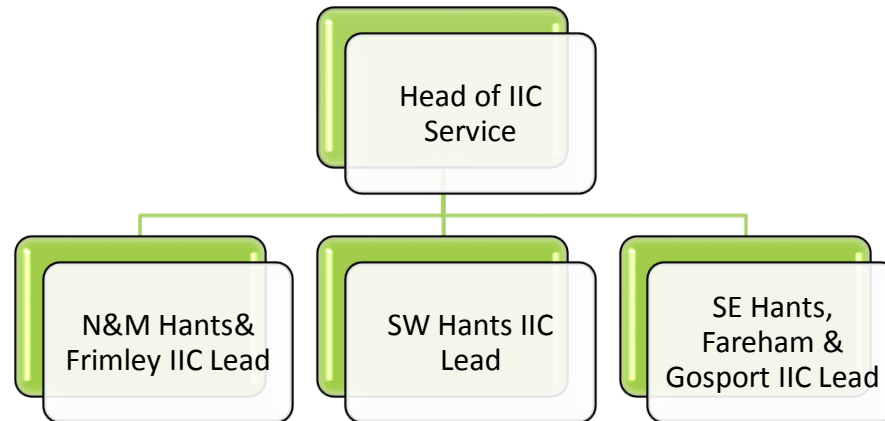 Head of IIC
Service
N&M Hants&
Frimley IIC Lead
SW Hants IIC
Lead
SE Hants,
Fareham &
Gosport IIC Lead